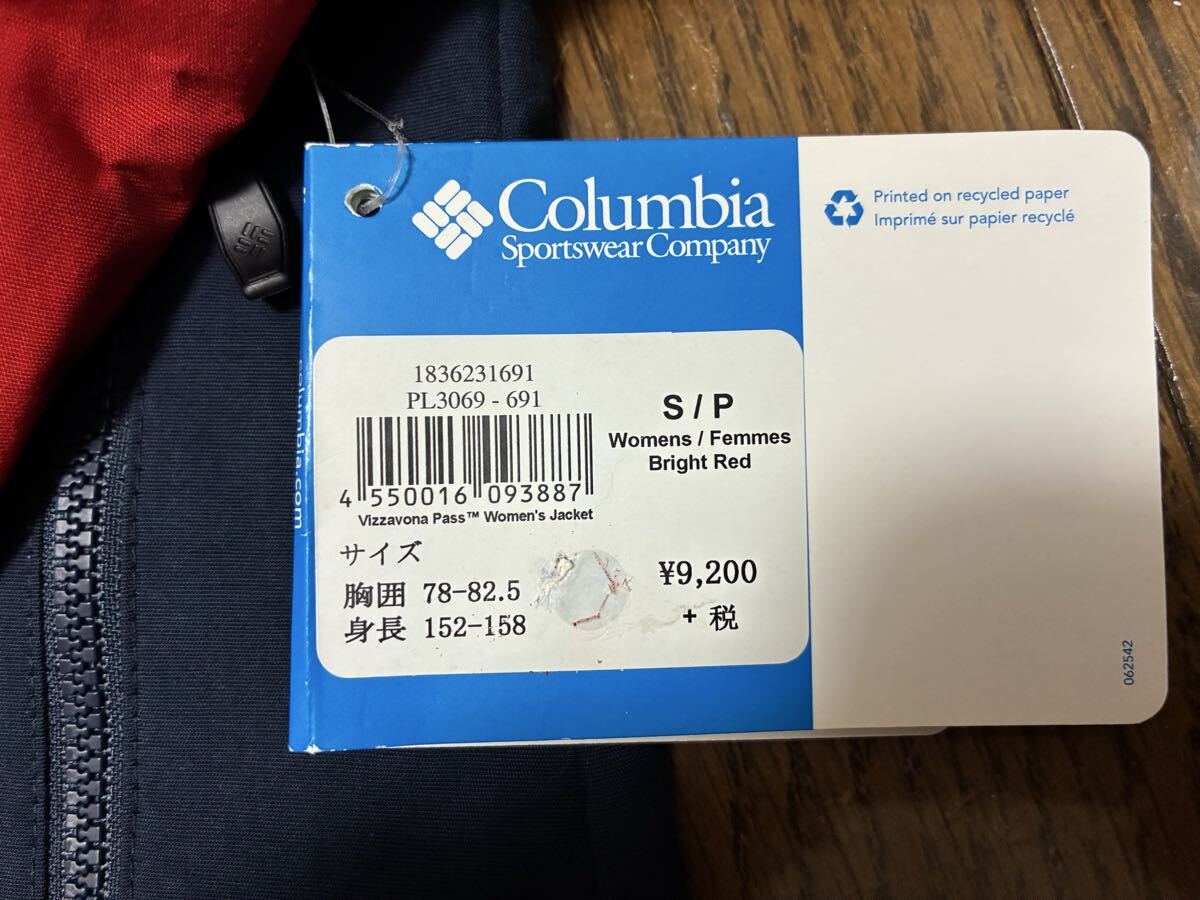 Columbia
Sportswear Company
Printed on recycled paper
Imprimé sur papier recyclé
columbia.com
1836231691
PL3069 - 691
S / P
Womens / Femmes
Bright Red
4 550016 093887
Vizzavona Pass™ Women's Jacket
サイズ
胸囲 78-82.5
身長 152-158
¥9,200
+ 税
062542